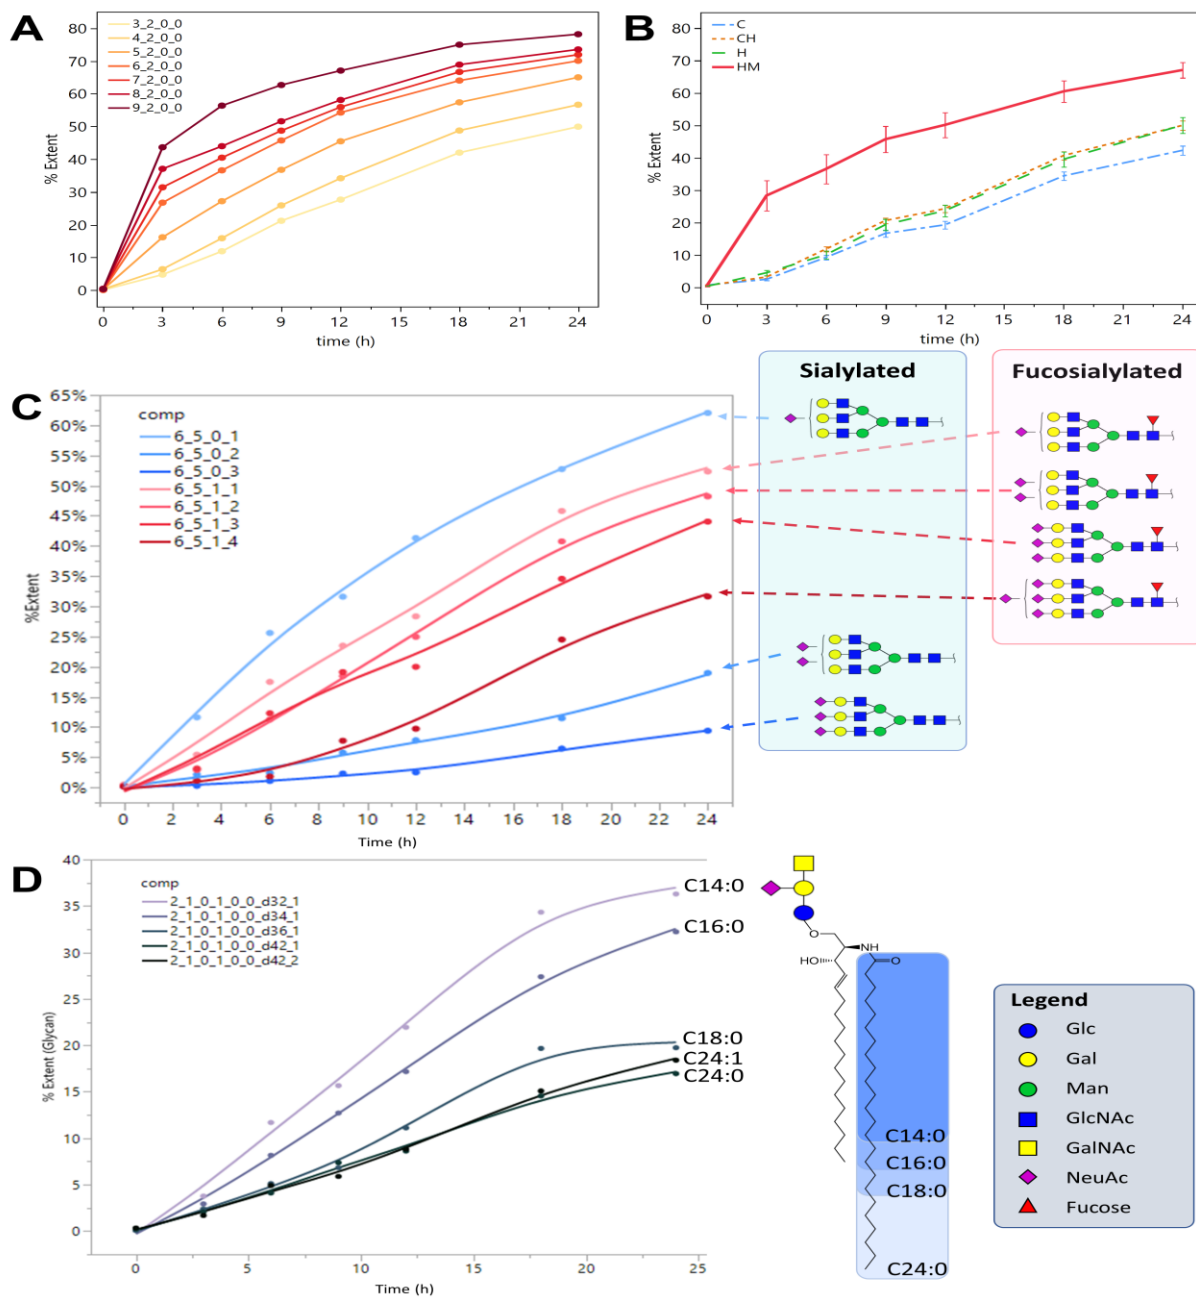 A
3_2_0_0
4_2_0_0
5_2_0_0
6_2_0_0
7_2_0_0
8_2_0_0
9_2_0_0
80
70
60
50
40
30
20
10
0
% Extent
0 3 6 9 12 15 18 21 24
time (h)
B
C
CH
H
HM
80
70
60
50
40
30
20
10
0
% Extent
0 3 6 9 12 15 18 21 24
time (h)
C
comp
6_5_0_1
6_5_0_2
6_5_0_3
6_5_1_1
6_5_1_2
6_5_1_3
6_5_1_4
65%
60%
55%
50%
45%
40%
35%
30%
25%
20%
15%
10%
5%
0%
%Extent
0 2 4 6 8 10 12 14 16 18 20 22 24
Time (h)
Sialylated
Fucosialylated
D
comp
2_1_0_1_0_0_d32_1
2_1_0_1_0_0_d34_1
2_1_0_1_0_0_d36_1
2_1_0_1_0_0_d42_1
2_1_0_1_0_0_d42_2
40
35
30
25
20
15
10
5
0
% Extent (Glycan)
0 5 10 15 20 25
Time (h)
C14:0
C16:0
C18:0
C24:1
C24:0
O
NH
HO
O
C14:0
C16:0
C18:0
C24:0
Legend
Glc
Gal
Man
GlcNAc
GalNAc
NeuAc
Fucose